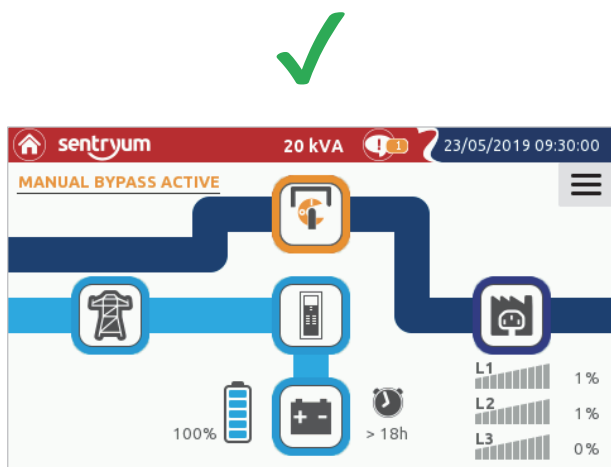 sentryum 20 kVA 1 23/05/2019 09:30:00
MANUAL BYPASS ACTIVE
L1 1%
L2 1%
L3 0%
100% > 18h